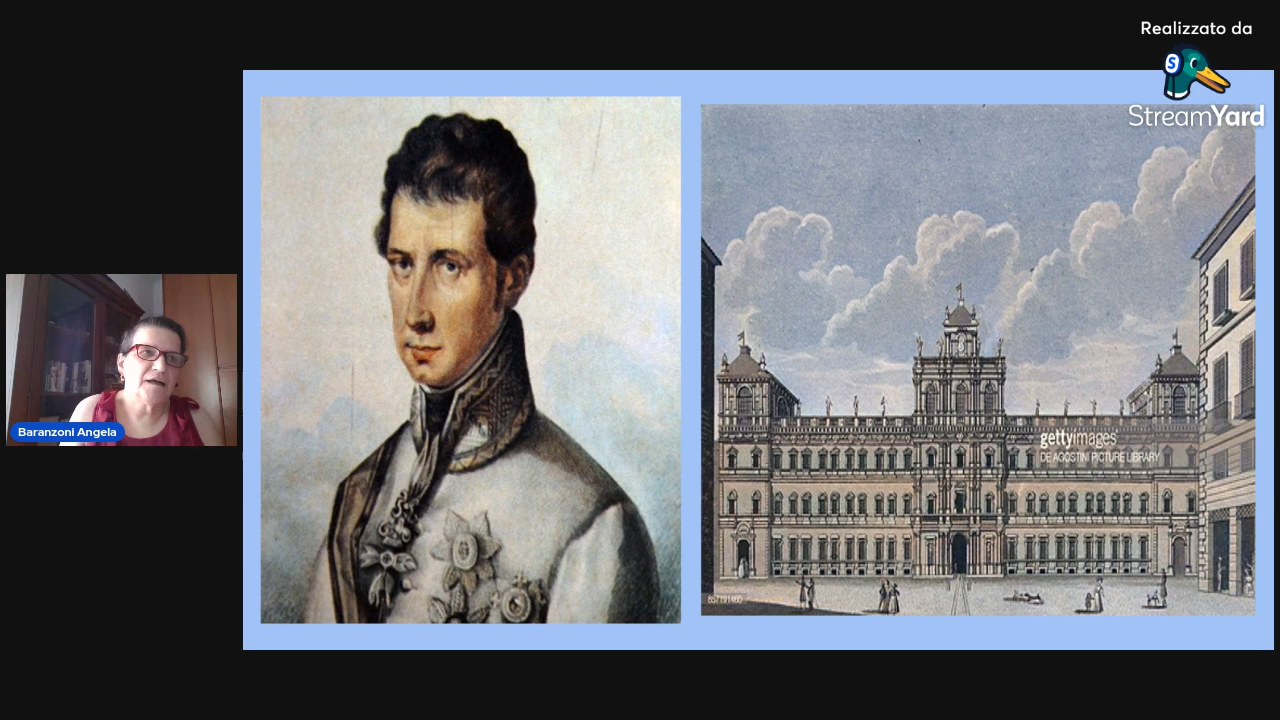 Realizzato da
StreamYard
gettyimages
DE AGOSTINI PICTURE LIBRARY
Baranzoni Angela